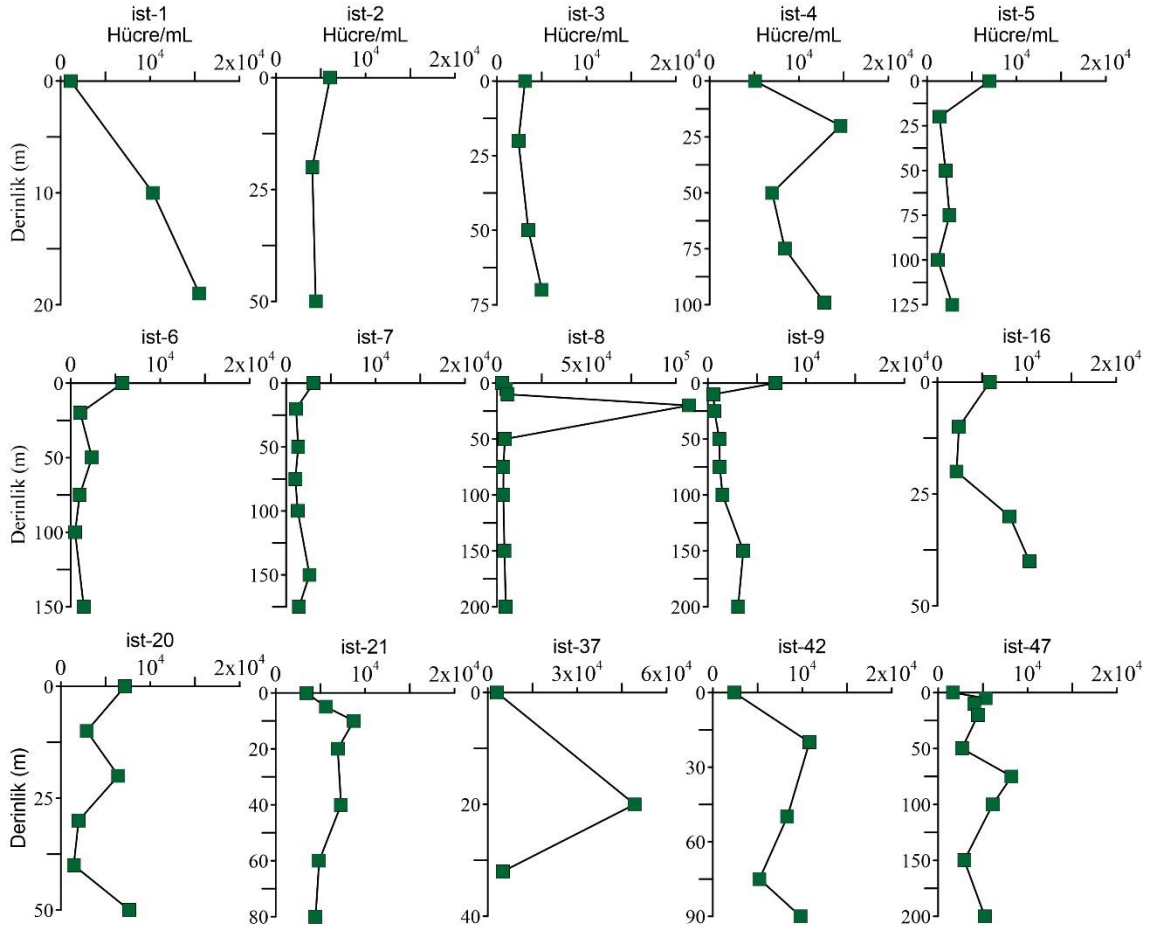 ist-1 ist-2 ist-3 ist-4 ist-5
Hücre/mL Hücre/mL Hücre/mL Hücre/mL Hücre/mL
0 10⁴ 2x10⁴ 0 10⁴ 2x10⁴ 0 10⁴ 2x10⁴ 0 10⁴ 2x10⁴ 0 10⁴ 2x10⁴
Derinlik (m)
0 10 20
0 25 50
0 25 50 75
0 25 50 75 100
0 25 50 75 100 125
ist-6 ist-7 ist-8 ist-9 ist-16
0 10⁴ 2x10⁴ 0 10⁴ 2x10⁴ 0 5x10⁴ 10⁵ 0 10⁴ 2x10⁴ 0 10⁴ 2x10⁴
Derinlik (m)
0 50 100 150
0 50 100 150
0 50 100 150 200
0 50 100 150 200
0 25 50
ist-20 ist-21 ist-37 ist-42 ist-47
0 10⁴ 2x10⁴ 0 10⁴ 2x10⁴ 0 3x10⁴ 6x10⁴ 0 10⁴ 2x10⁴ 0 10⁴ 2x10⁴
Derinlik (m)
0 25 50
0 20 40 60 80
0 20 40
0 30 60 90
0 50 100 150 200